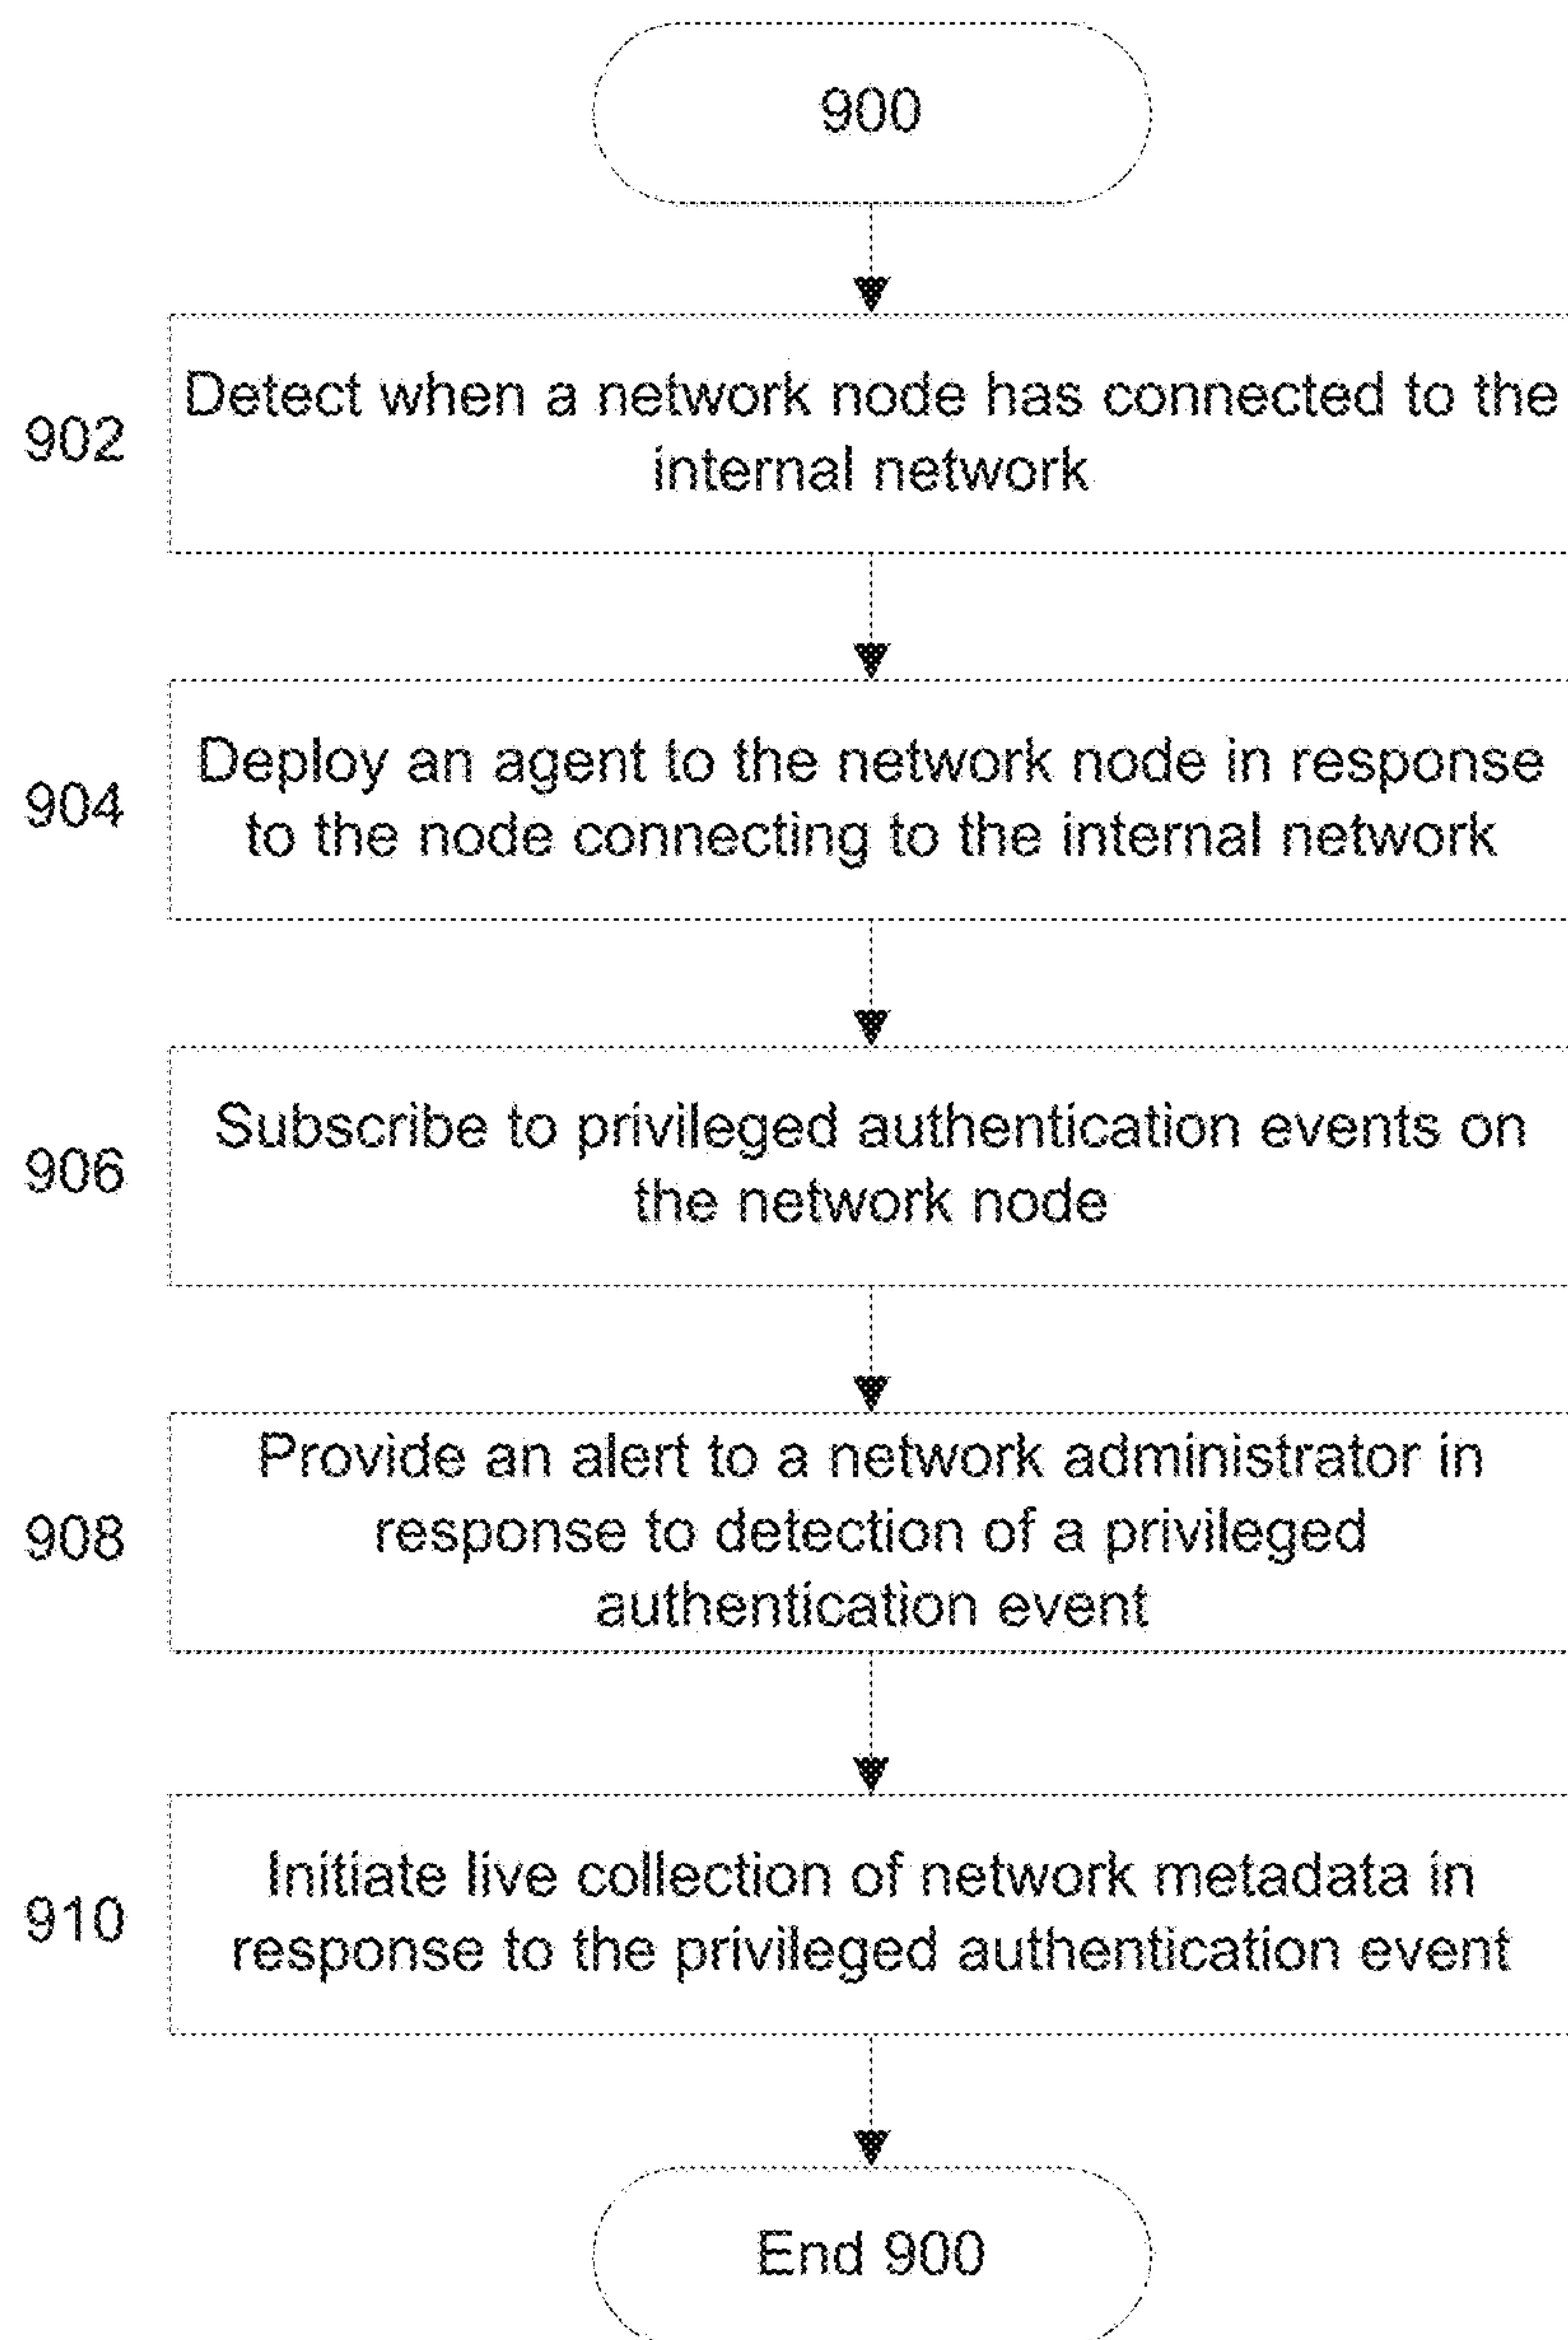 900
902
Detect when a network node has connected to the
internal network
904
Deploy an agent to the network node in response
to the node connecting to the internal network
906
Subscribe to privileged authentication events on
the network node
908
Provide an alert to a network administrator in
response to detection of a privileged
authentication event
910
Initiate live collection of network metadata in
response to the privileged authentication event
End 900